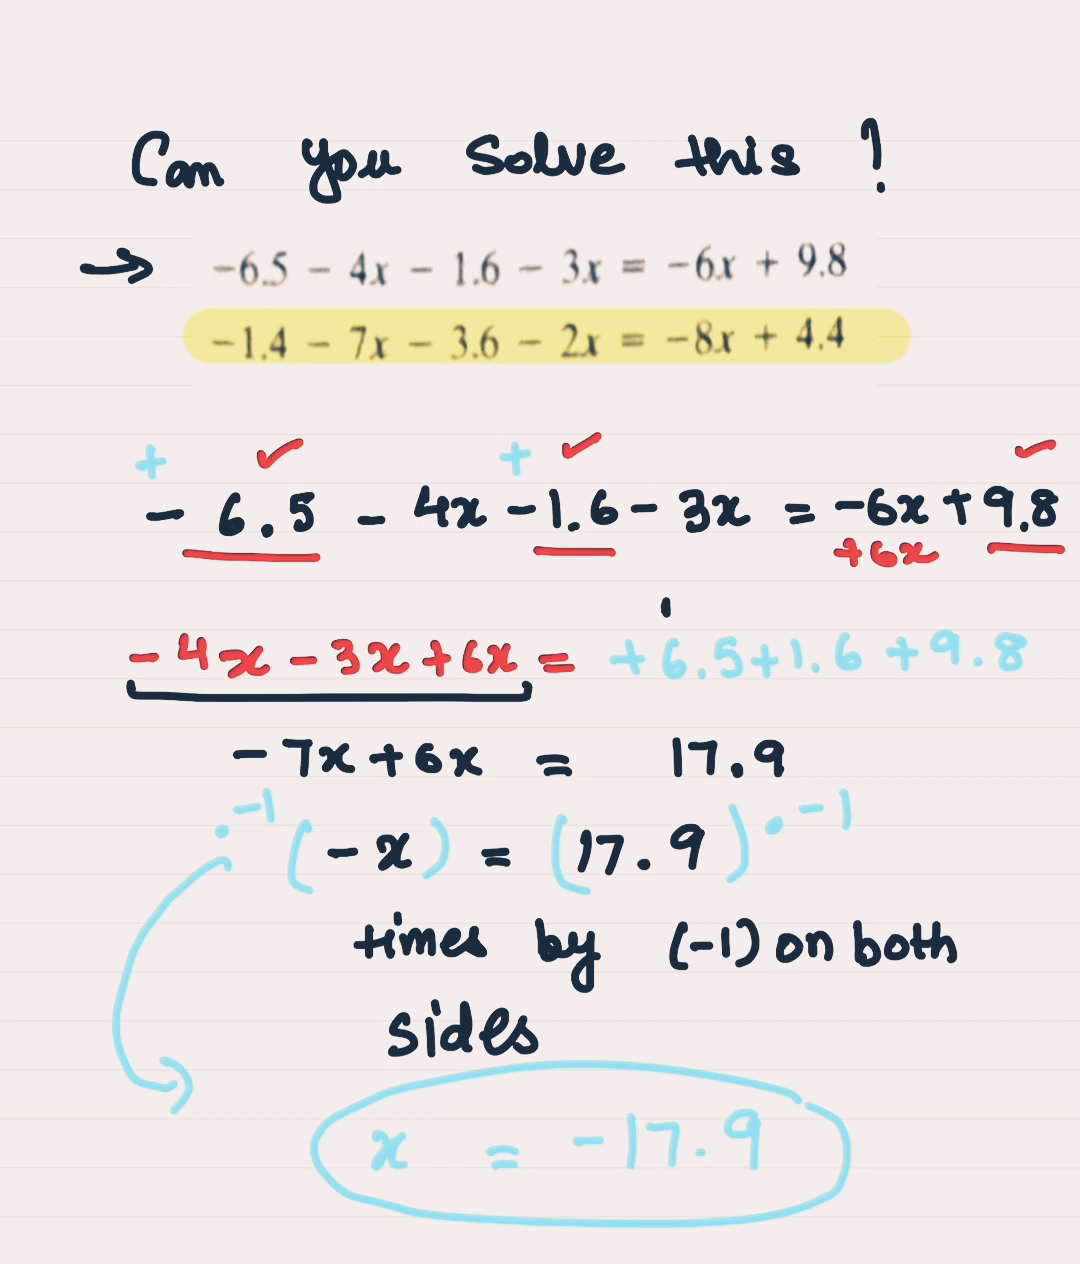 Can you solve this ?
→ −6.5 − 4x − 1.6 − 3x = −6x + 9.8
−1.4 − 7x − 3.6 − 2x = −8x + 4.4
+ ✓ + ✓ ✓
− 6.5 − 4x − 1.6 − 3x = −6x + 9.8
+6x
− 4x − 3x + 6x = + 6.5 + 1.6 + 9.8
− 7x + 6x = 17.9
· −1 (− x) = (17.9) · −1
times by (−1) on both
sides
x = −17.9